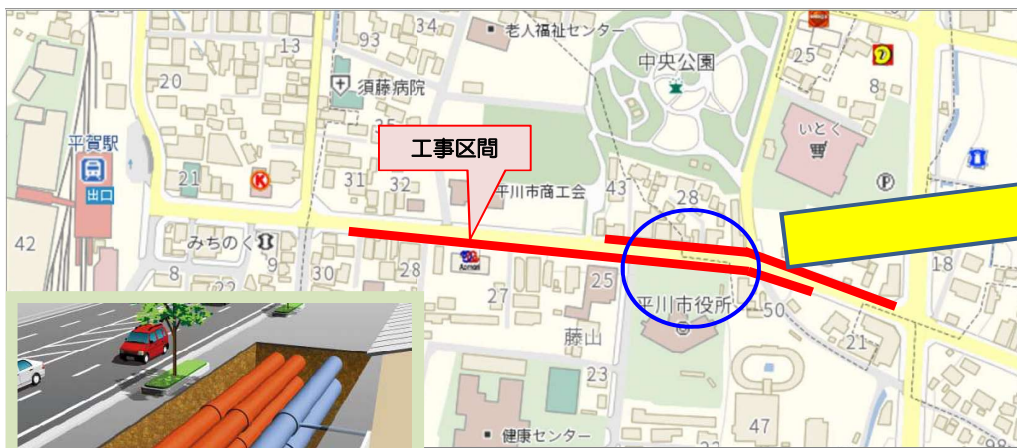 34
13
93
老人福祉センター
中央公園
25
8
20
須藤病院
平賀駅
出口
21
K
31
32
工事区間
平川市商工会
43
28
いとく
P
42
みちのく
8
9
30
28
Aomori
27
25
平川市役所
50
18
藤山
21
23
47
健康センター